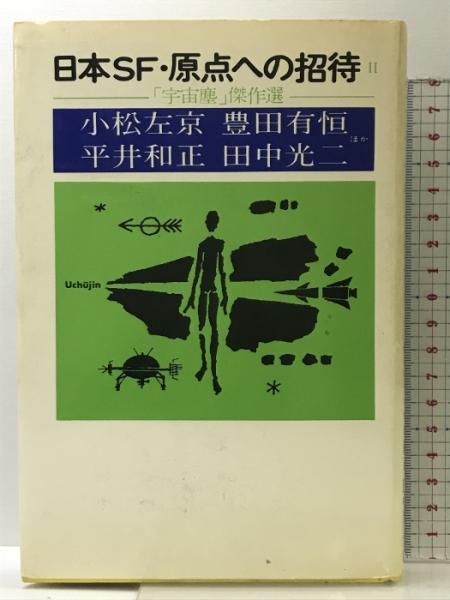 日本SF・原点への招待 II
「宇宙塵」傑作選
小松左京 豊田有恒
平井和正 田中光二 ほか
Uchūjin